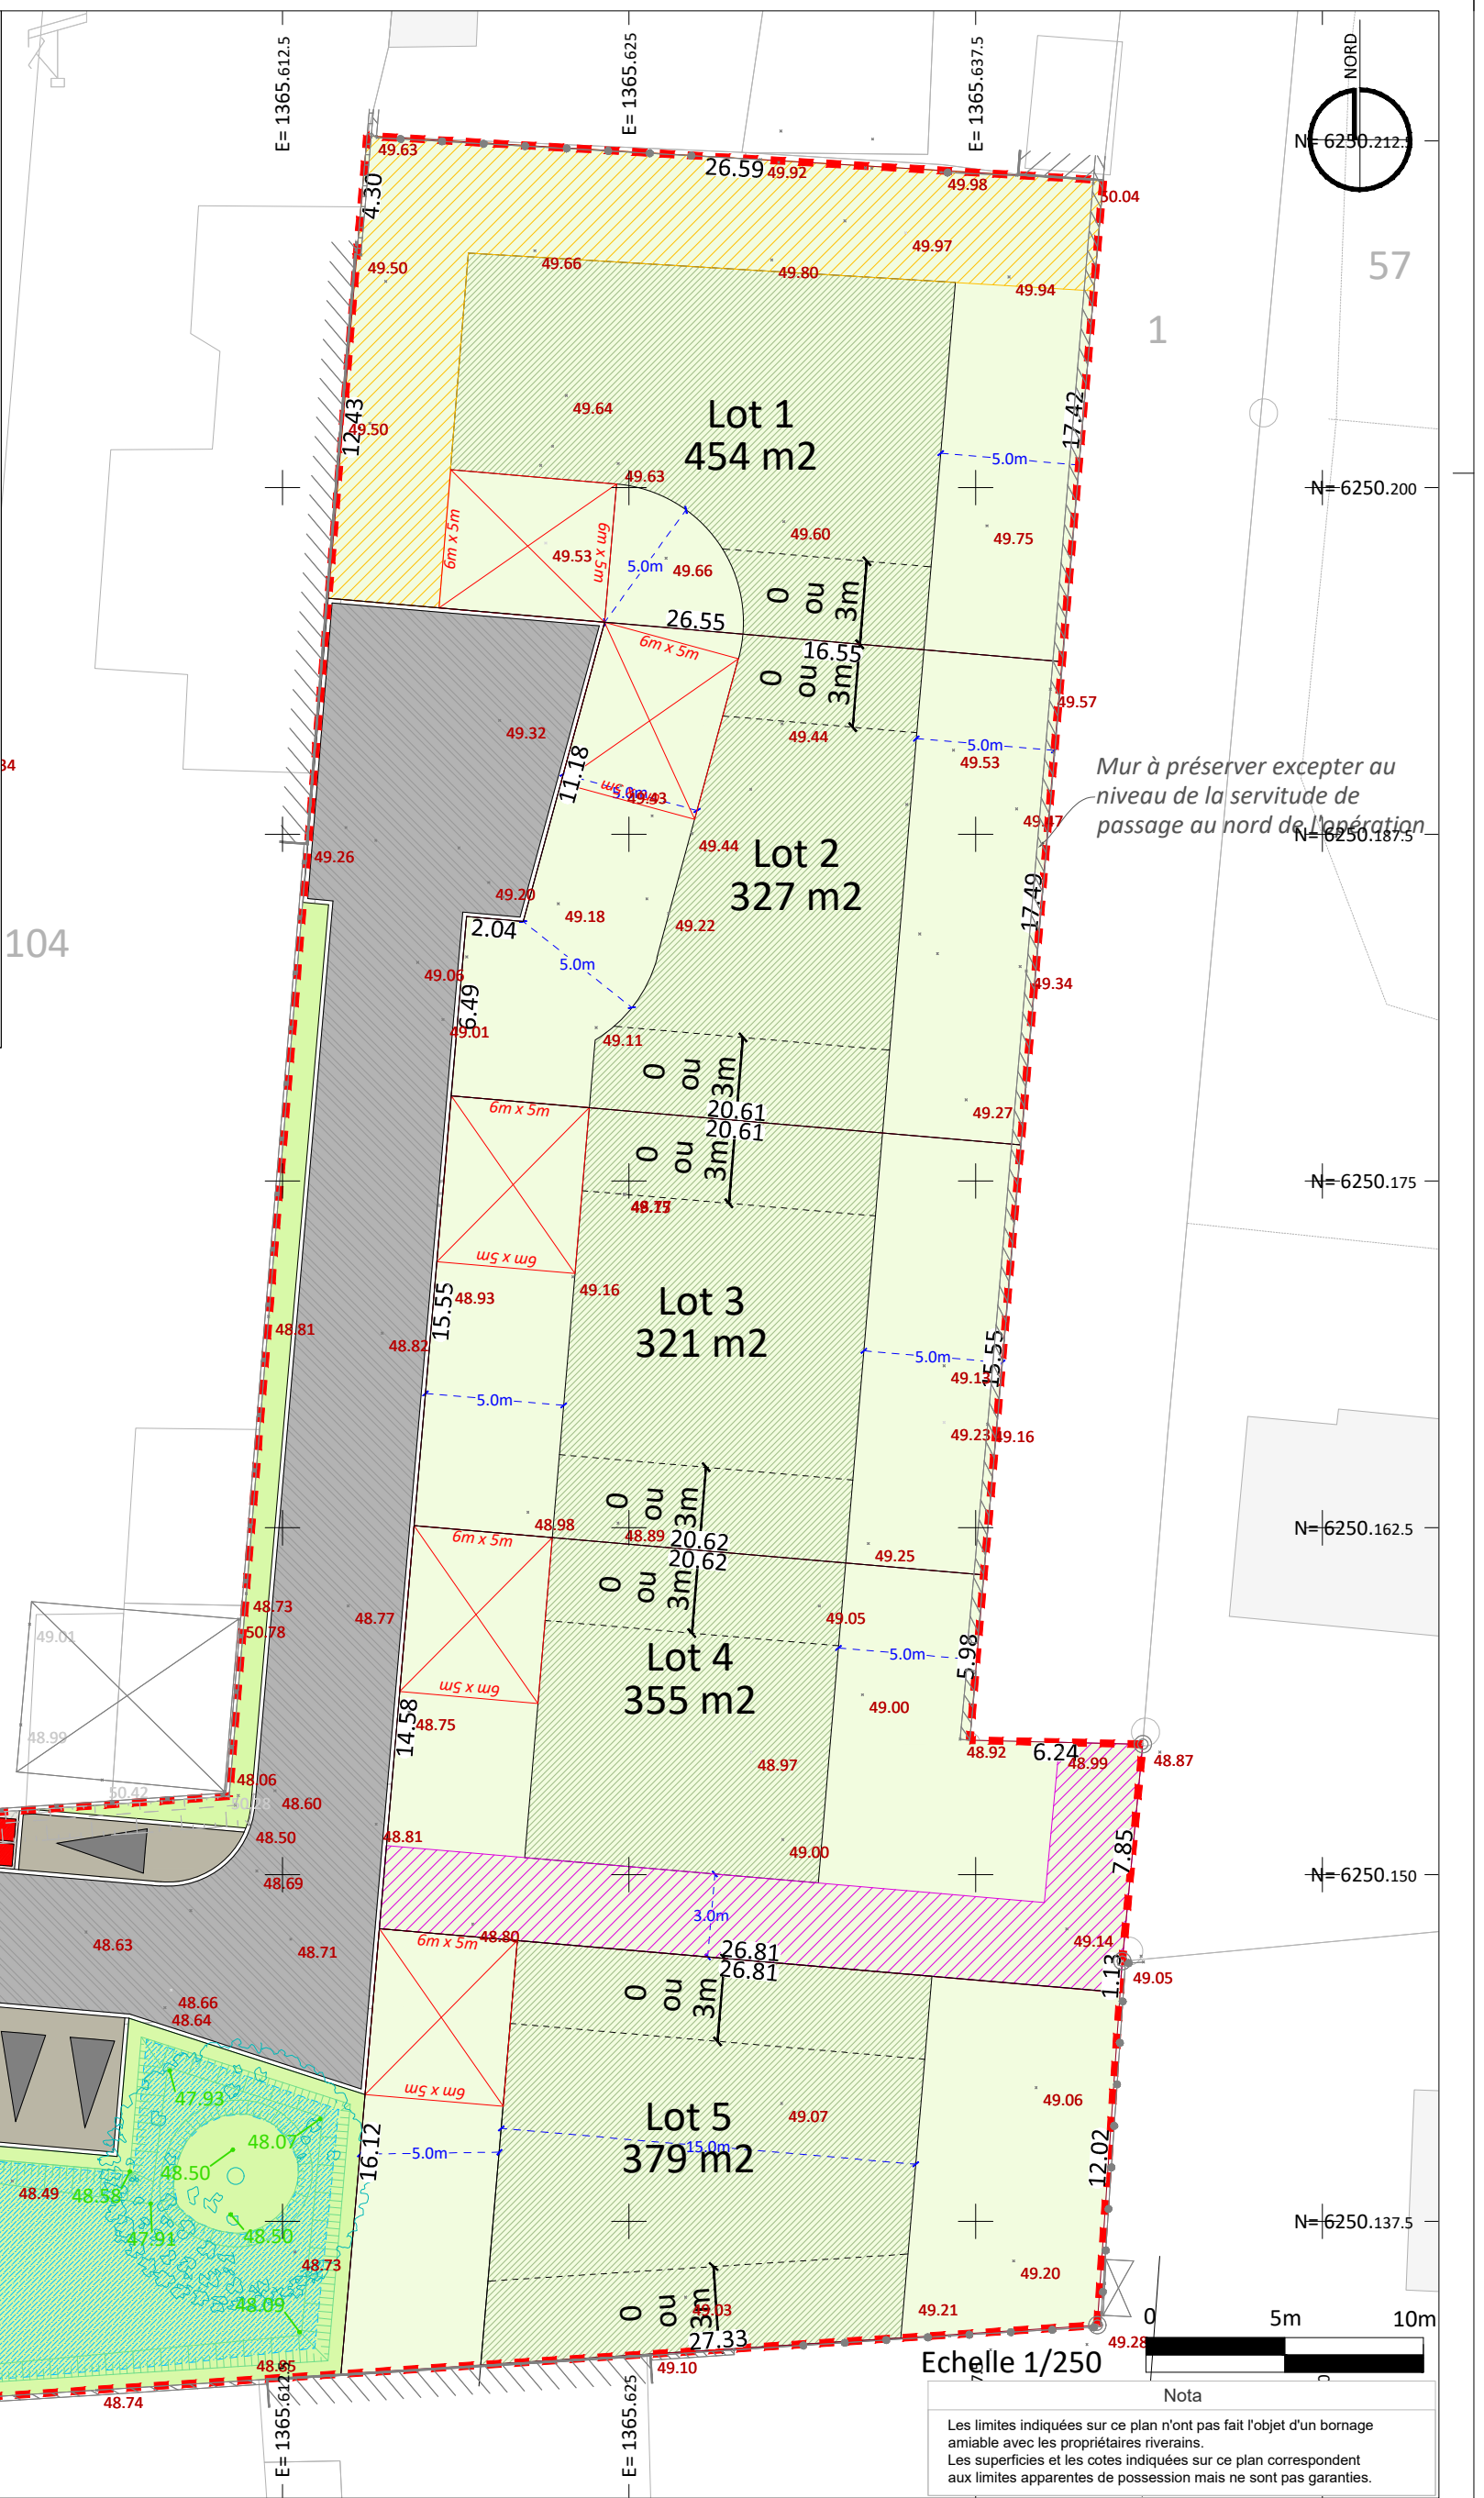 E= 1365.612.5
E= 1365.625
E= 1365.637.5
NORD
N= 6250.212.5
49.63
26.59
49.92
49.98
50.04
4.30
49.50
49.66
49.80
49.97
49.94
57
1
12.43
49.50
49.64
Lot 1
454 m2
17.42
5.0m
49.63
N= 6250.200
6m x 5m
6m x 5m
49.53
5.0m
49.66
49.60
49.75
0
ou
3m
26.55
16.55
6m x 5m
0
ou
3m
49.57
49.32
49.44
5.0m
49.53
34
11.18
5.0m
49.43
Mur à préserver excepter au
niveau de la servitude de
passage au nord de l'opération
49.47
N= 6250.187.5
49.26
49.44
Lot 2
327 m2
17.49
49.20
49.18
49.22
2.04
104
5.0m
49.06
49.34
6.49
49.01
49.11
0
ou
3m
6m x 5m
20.61
20.61
49.27
0
ou
3m
N= 6250.175
6m x 5m
49.16
48.93
Lot 3
321 m2
15.55
48.81
48.82
5.0m
15.55
49.13
5.0m
49.23
49.16
0
ou
3m
48.98
48.89
N= 6250.162.5
6m x 5m
20.62
20.62
49.25
0
ou
3m
48.73
48.77
49.05
50.78
49.01
Lot 4
355 m2
5.0m
5.98
6m x 5m
49.00
14.58
48.75
48.99
48.92
6.24
48.99
48.87
48.97
48.06
50.42
48.60
48.50
48.81
49.00
7.85
48.69
N= 6250.150
3.0m
48.63
48.71
48.80
6m x 5m
26.81
26.81
49.14
1.13
49.05
0
ou
3m
48.66
48.64
47.93
6m x 5m
49.06
Lot 5
379 m2
49.07
48.07
5.0m
15.0m
16.12
12.02
48.50
48.49
48.58
47.91
48.50
N= 6250.137.5
48.73
49.20
48.09
0
ou
3m
49.03
49.21
0
5m
10m
27.33
49.28
48.85
49.10
Echelle 1/250
48.74
E= 1365.612.5
E= 1365.625
Nota
Les limites indiquées sur ce plan n'ont pas fait l'objet d'un bornage
amiable avec les propriétaires riverains.
Les superficies et les cotes indiquées sur ce plan correspondent
aux limites apparentes de possession mais ne sont pas garanties.